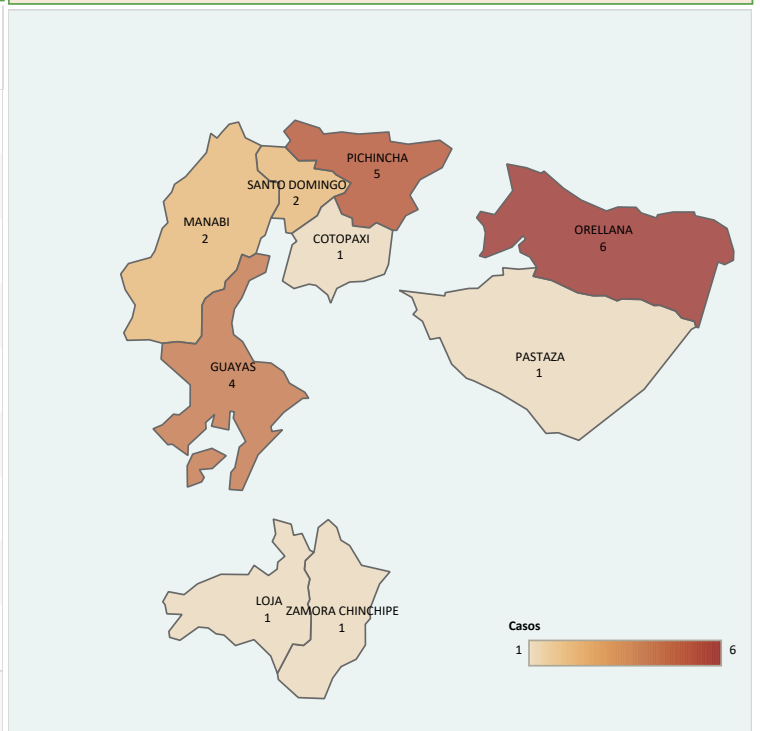 PICHINCHA
5
SANTO DOMINGO
2
MANABI
2
COTOPAXI
1
ORELLANA
6
PASTAZA
1
GUAYAS
4
LOJA
1
ZAMORA CHINCHIPE
1
Casos
1 6